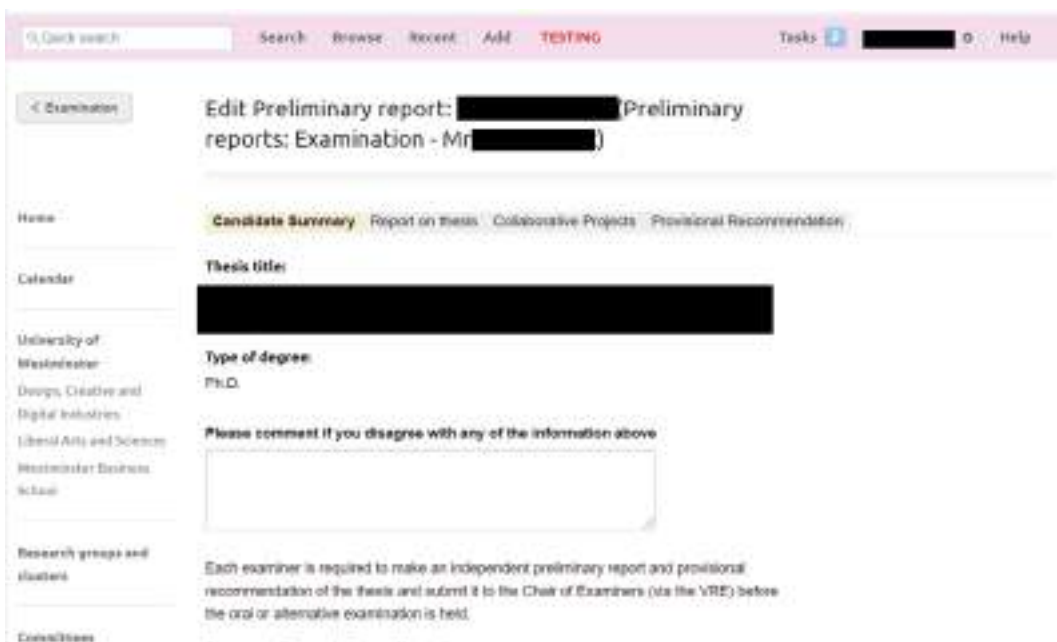 Quick search
Search Browse Recent Add TESTING Tasks Help
< Examination
Edit Preliminary report: (Preliminary
reports: Examination - Mr )
Home
Candidate Summary Report on thesis Collaborative Projects Provisional Recommendation
Calendar
Thesis title:
University of
Westminster
Design, Creative and
Digital Industries
Liberal Arts and Sciences
Westminster Business
School
Research groups and
clusters
Committees
Type of degree:
Ph.D.
Please comment if you disagree with any of the information above
Each examiner is required to make an independent preliminary report and provisional
recommendation of the thesis and submit it to the Chair of Examiners (via the VRE) before
the oral or alternative examination is held.